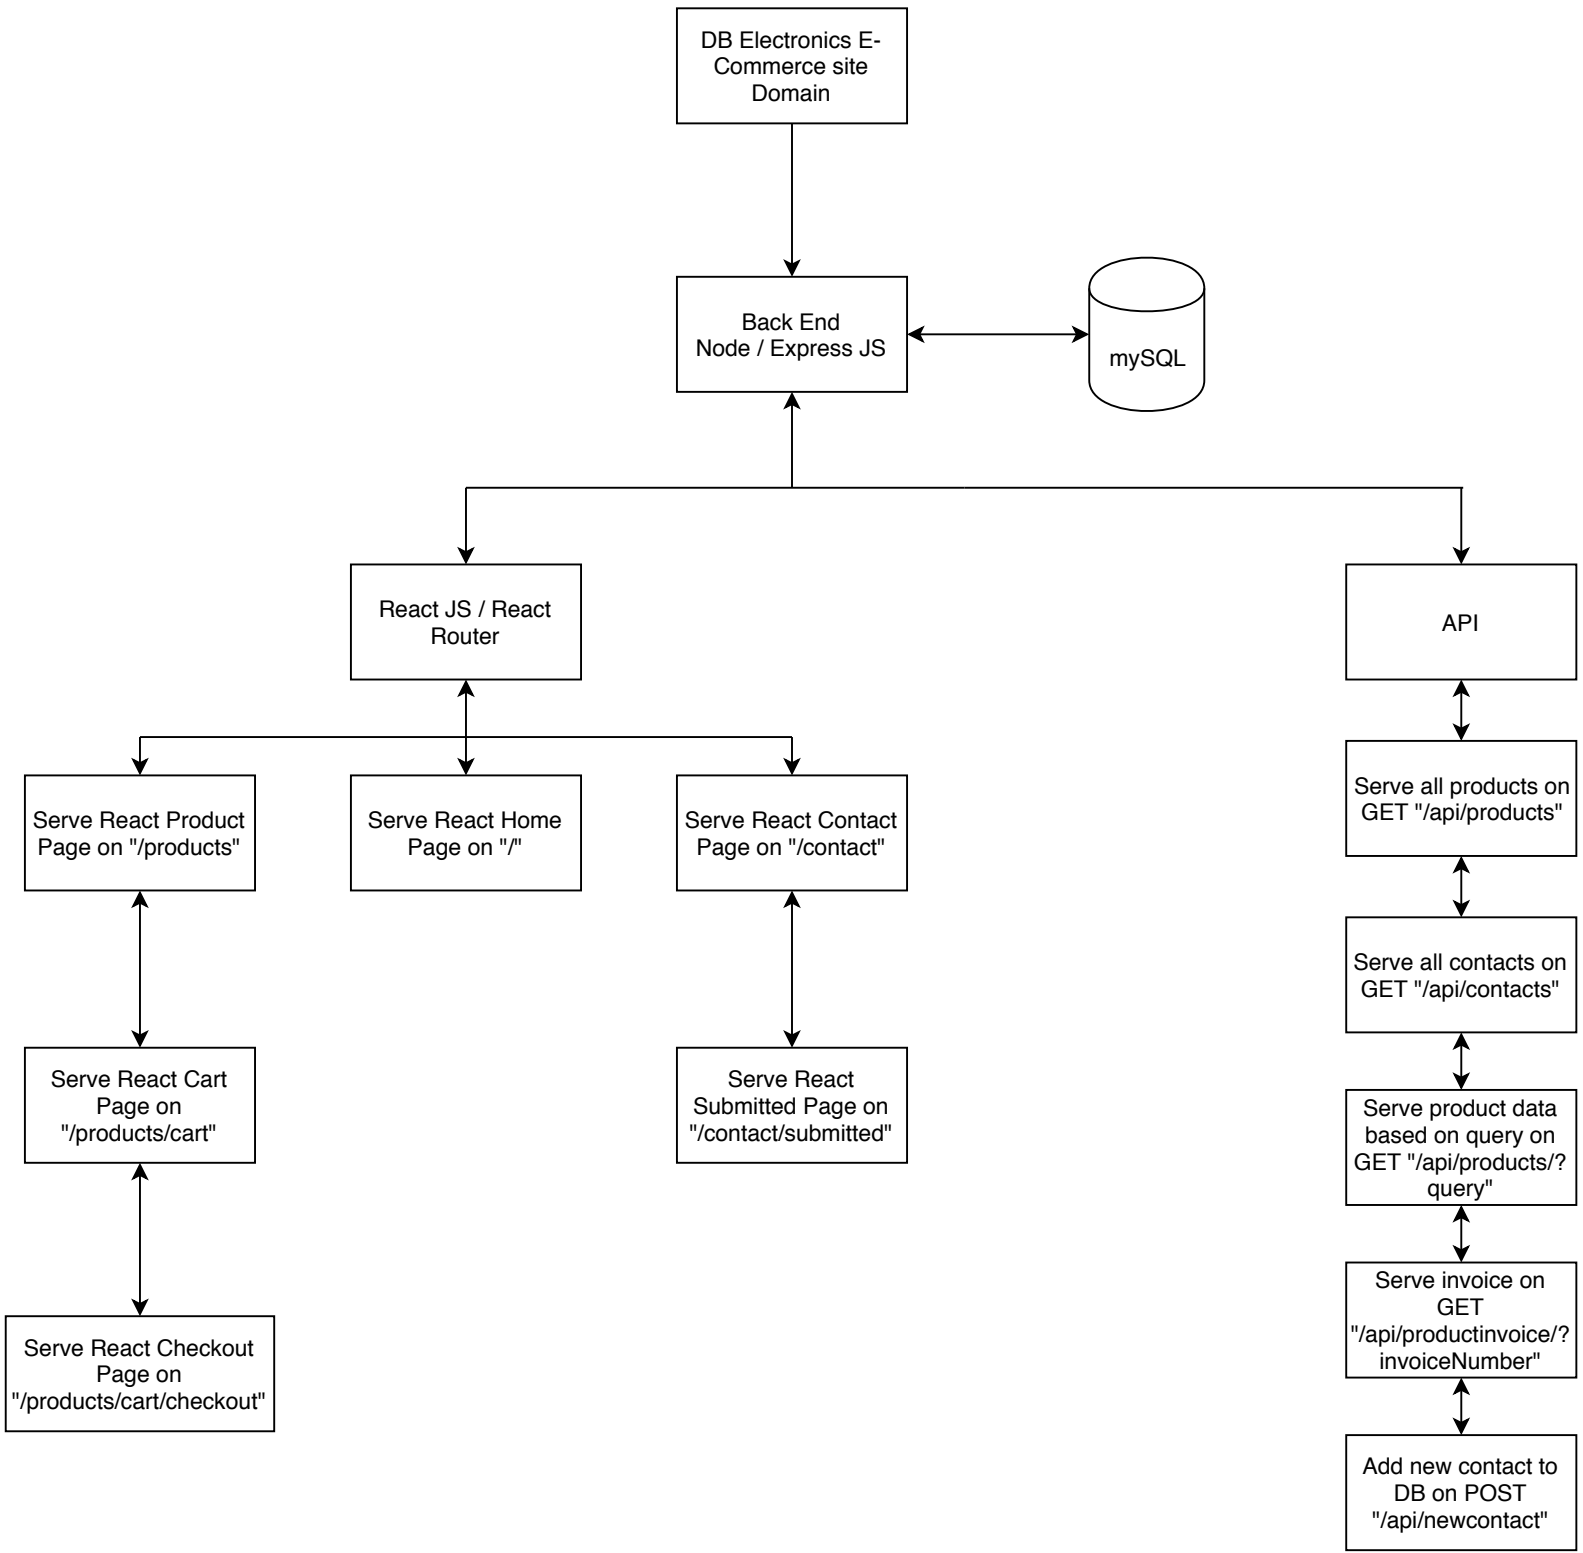 DB Electronics E-
Commerce site
Domain
Back End
Node / Express JS
mySQL
React JS / React
Router
API
Serve React Product
Page on "/products"
Serve React Home
Page on "/"
Serve React Contact
Page on "/contact"
Serve all products on
GET "/api/products"
Serve all contacts on
GET "/api/contacts"
Serve React Cart
Page on
"/products/cart"
Serve React
Submitted Page on
"/contact/submitted"
Serve product data
based on query on
GET "/api/products/?
query"
Serve invoice on
GET
"/api/productinvoice/?
invoiceNumber"
Serve React Checkout
Page on
"/products/cart/checkout"
Add new contact to
DB on POST
"/api/newcontact"